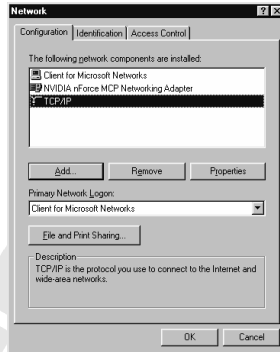 Network
Configuration
Identification
Access Control
The following network components are installed:
Client for Microsoft Networks
NVIDIA nForce MCP Networking Adapter
TCP/IP
Add...
Remove
Properties
Primary Network Logon:
Client for Microsoft Networks
File and Print Sharing...
Description
TCP/IP is the protocol you use to connect to the Internet and
wide-area networks.
OK
Cancel